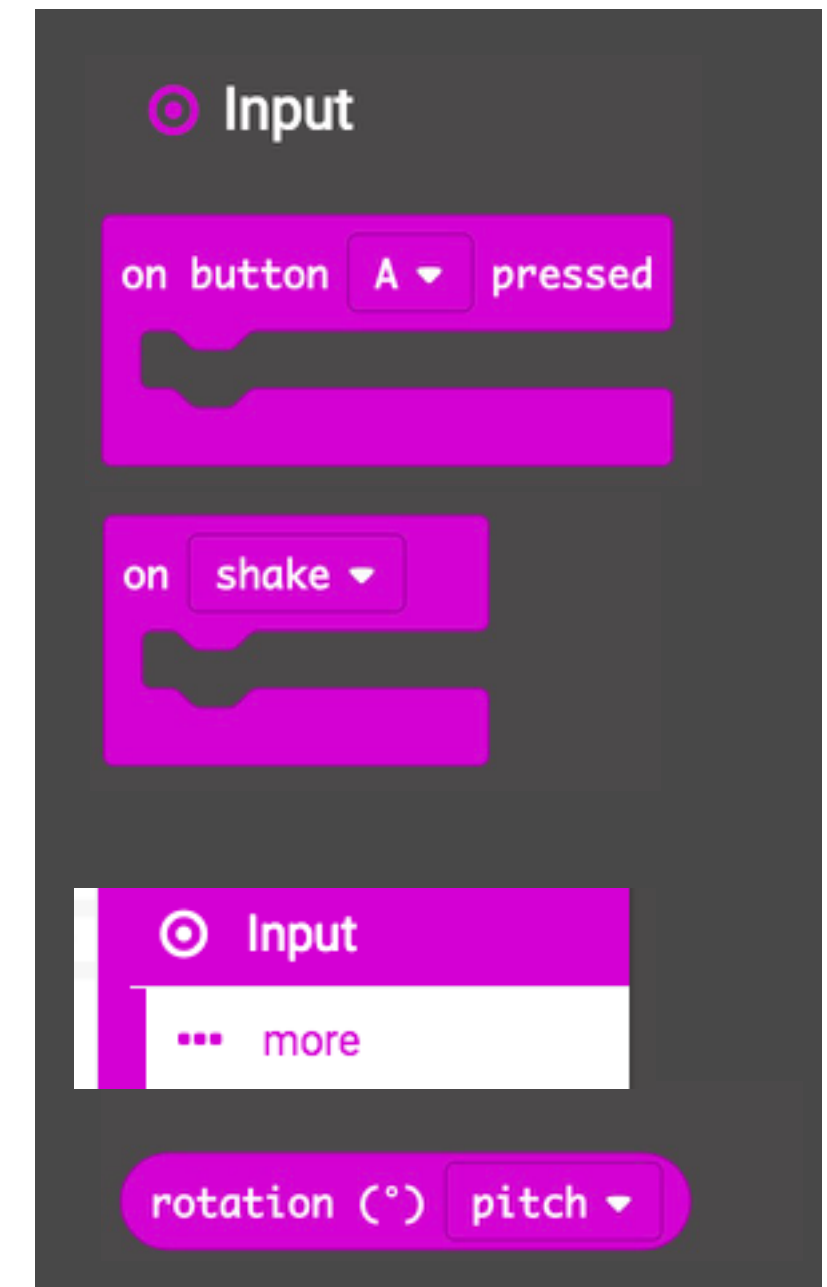 Input
on button A pressed
on shake
Input
more
rotation (°) pitch